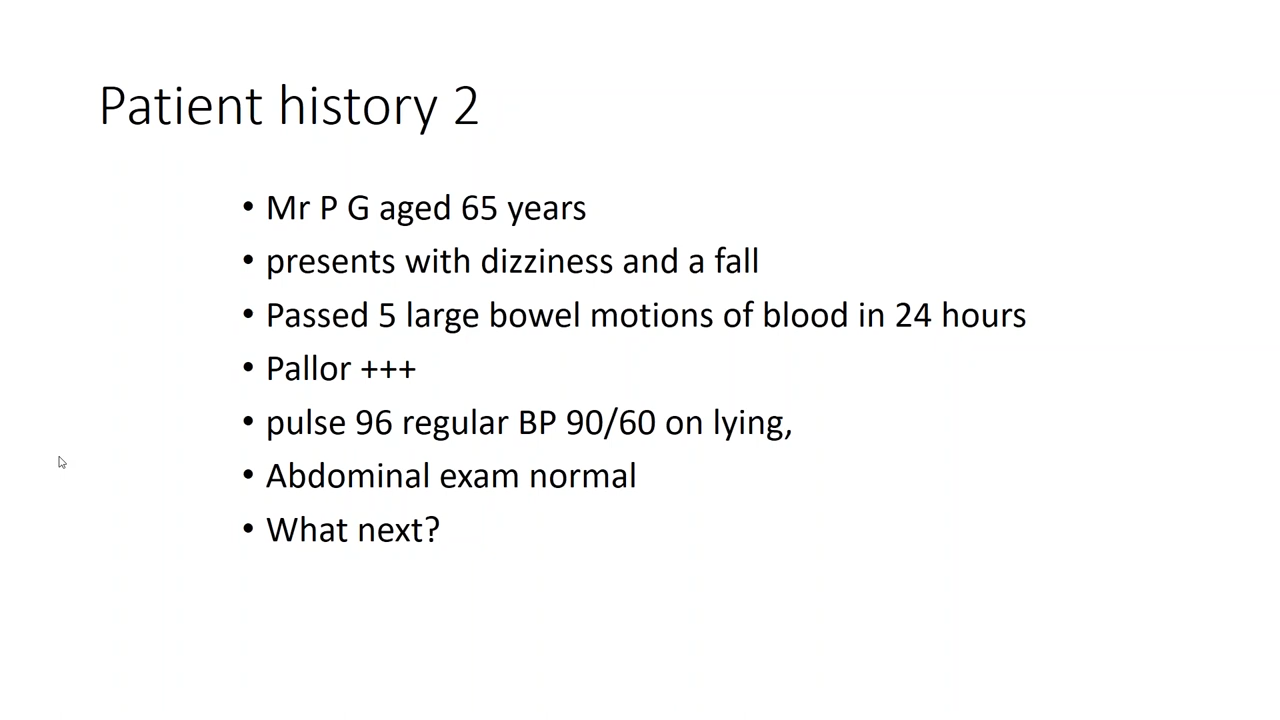 Patient history 2
• Mr P G aged 65 years
• presents with dizziness and a fall
• Passed 5 large bowel motions of blood in 24 hours
• Pallor +++
• pulse 96 regular BP 90/60 on lying,
• Abdominal exam normal
• What next?